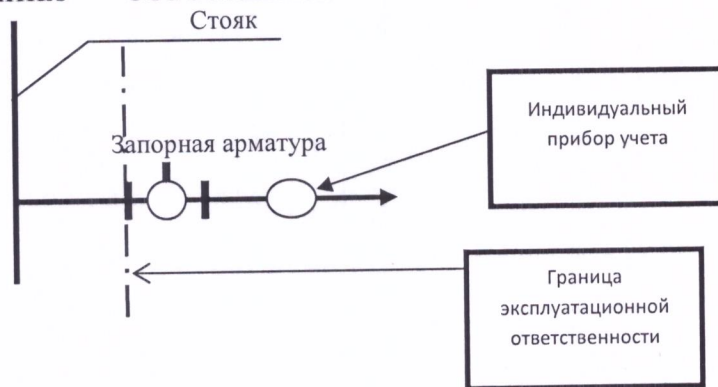 Стояк
Индивидуальный
прибор учета
Запорная арматура
Граница
эксплуатационной
ответственности